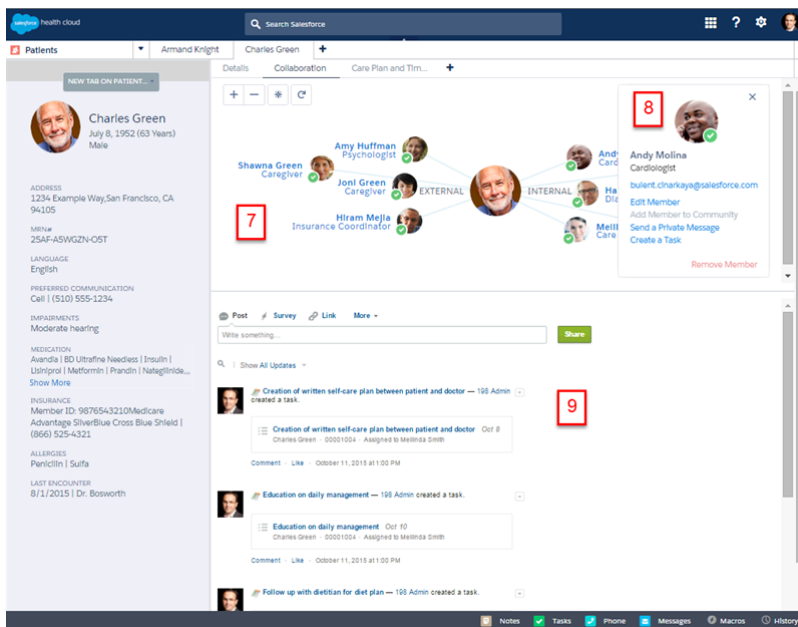 salesforce health cloud
Search Salesforce
Patients
Armand Knight
Charles Green
Details
Collaboration
Care Plan and Tim...
NEW TAB ON PATIENT...
Charles Green
July 8, 1952 (63 Years)
Male
ADDRESS
1234 Example Way,San Francisco, CA
94105
MRN#
25AF-A5WGZN-O5T
LANGUAGE
English
PREFERRED COMMUNICATION
Cell | (510) 555-1234
IMPAIRMENTS
Moderate hearing
MEDICATION
Avandia | BD Ultrafine Needless | Insulin |
Lisiniprol | Metformin | Prandin | Nateglinide...
Show More
INSURANCE
Member ID: 9876543210Medicare
Advantage SilverBlue Cross Blue Shield |
(866) 525-4321
ALLERGIES
Penicilin | Sulfa
LAST ENCOUNTER
8/1/2015 | Dr. Bosworth
Amy Huffman
Psychologist
Shawna Green
Caregiver
Joni Green
Caregiver
Hiram Mejia
Insurance Coordinator
EXTERNAL
INTERNAL
7
And
Card
Ha
Dia
Melli
Care
8
Andy Molina
Cardiologist
bulent.cinarkaya@salesforce.com
Edit Member
Add Member to Community
Send a Private Message
Create a Task
Remove Member
Post
Survey
Link
More
Write something...
Share
Show All Updates
9
Creation of written self-care plan between patient and doctor — 198 Admin
created a task.
Creation of written self-care plan between patient and doctor Oct 8
Charles Green · 00001004 · Assigned to Mellinda Smith
Comment · Like · October 11, 2015 at 1:00 PM
Education on daily management — 198 Admin created a task.
Education on daily management Oct 10
Charles Green · 00001004 · Assigned to Mellinda Smith
Comment · Like · October 11, 2015 at 1:00 PM
Follow up with dietitian for diet plan — 198 Admin created a task.
Notes
Tasks
Phone
Messages
Macros
History